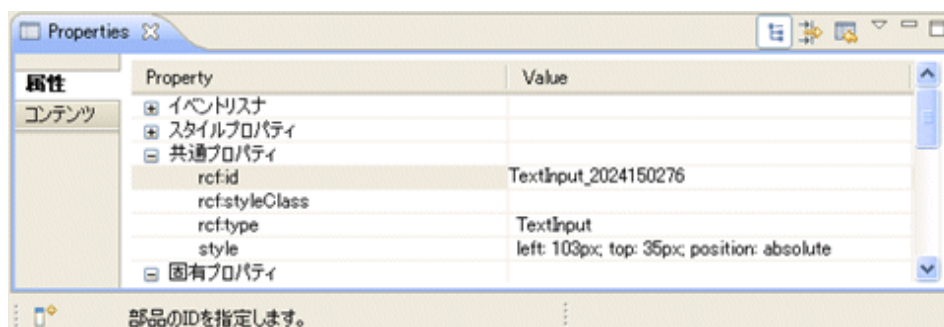 Properties
属性
コンテンツ
Property Value
イベントリスナ
スタイルプロパティ
共通プロパティ
rcf:id TextInput_2024150276
rcf:styleClass
rcf:type TextInput
style left: 103px; top: 35px; position: absolute
固有プロパティ
部品のIDを指定します。